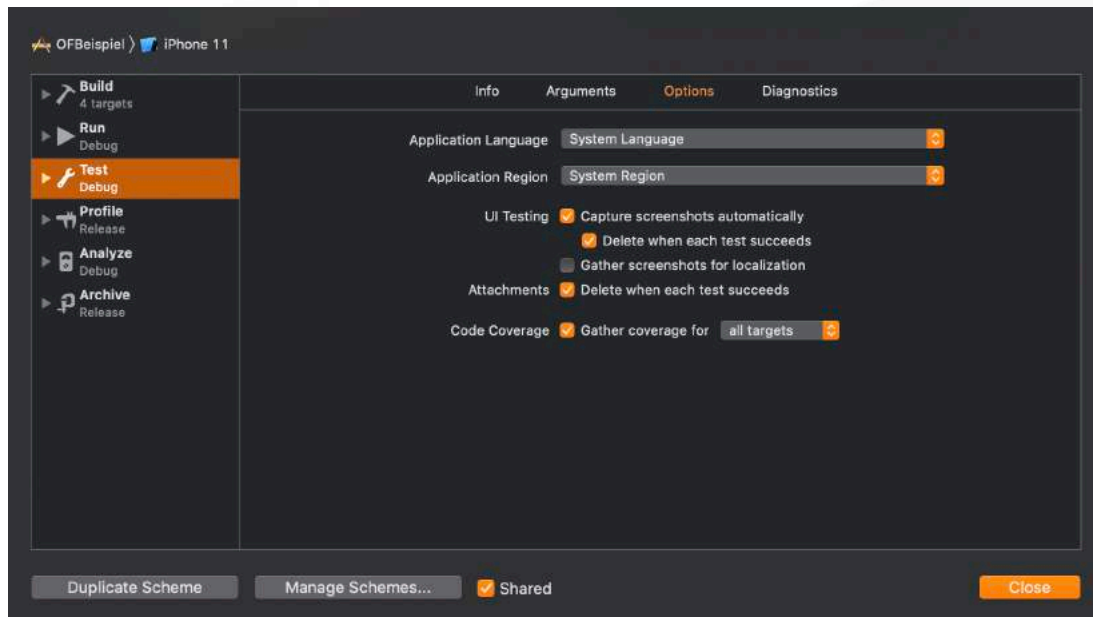 OFBeispiel 〉 iPhone 11
Build
4 targets
Run
Debug
Test
Debug
Profile
Release
Analyze
Debug
Archive
Release
Info Arguments Options Diagnostics
Application Language System Language
Application Region System Region
UI Testing Capture screenshots automatically
Delete when each test succeeds
Gather screenshots for localization
Attachments Delete when each test succeeds
Code Coverage Gather coverage for all targets
Duplicate Scheme Manage Schemes... Shared Close